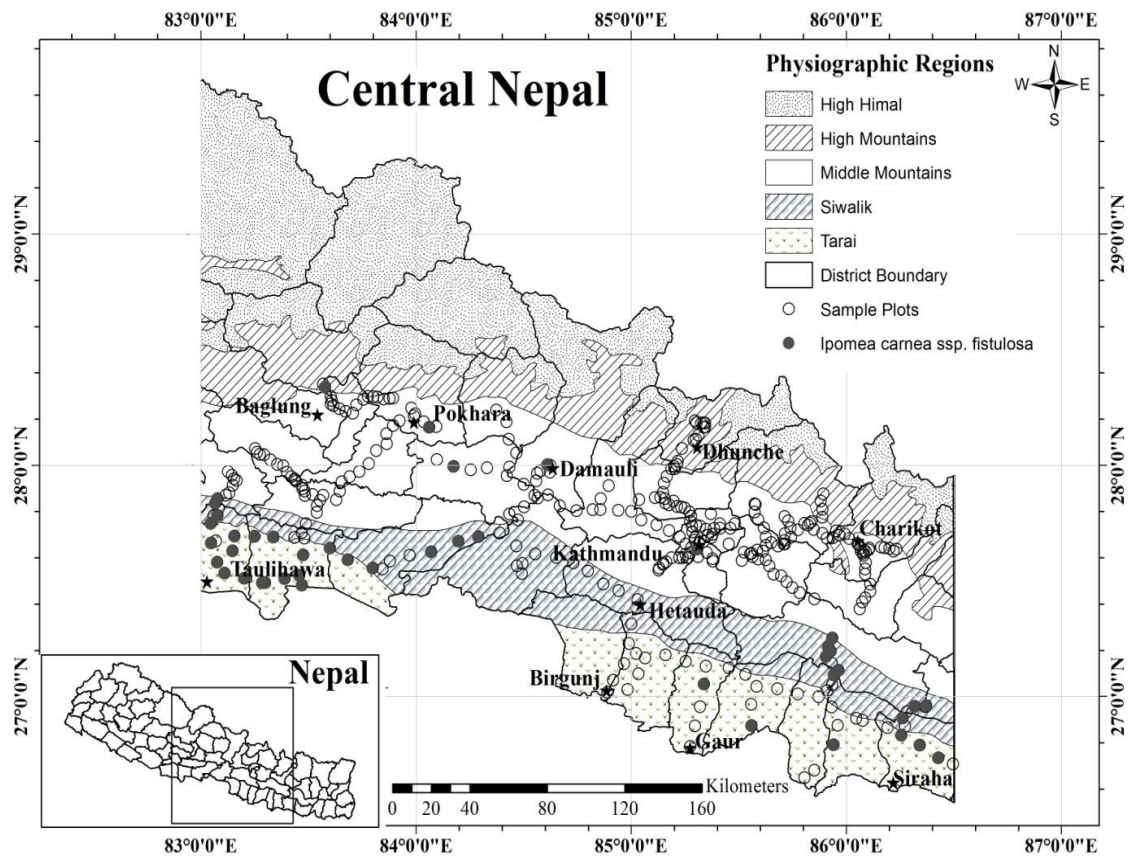 83°0'0"E 84°0'0"E 85°0'0"E 86°0'0"E 87°0'0"E
Central Nepal
Physiographic Regions
N
W E
S
High Himal
High Mountains
Middle Mountains
Siwalik
Tarai
District Boundary
Sample Plots
Ipomea carnea ssp. fistulosa
29°0'0"N 29°0'0"N
28°0'0"N 28°0'0"N
27°0'0"N 27°0'0"N
Baglung
Pokhara
Dhunche
Damauli
Charikot
Kathmandu
Taulihawa
Hetauda
Birgunj
Gaur
Siraha
Nepal
Kilometers
0 10 20 40 80 120 160
83°0'0"E 84°0'0"E 85°0'0"E 86°0'0"E 87°0'0"E